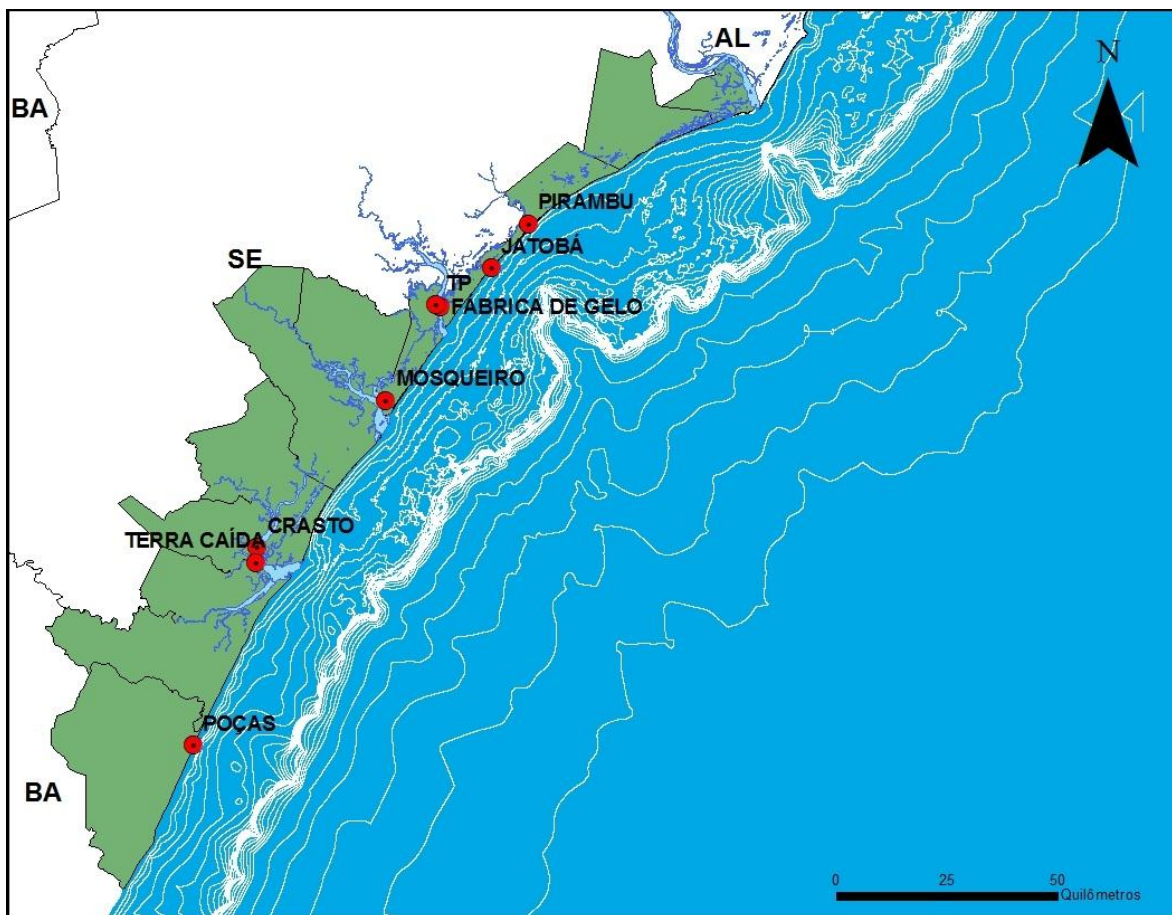 AL
N
BA
PIRAMBU
JATOBÁ
SE
TP
FÁBRICA DE GELO
MOSQUEIRO
CRASTO
TERRA CAÍDA
POÇAS
BA
0 25 50
Quilômetros